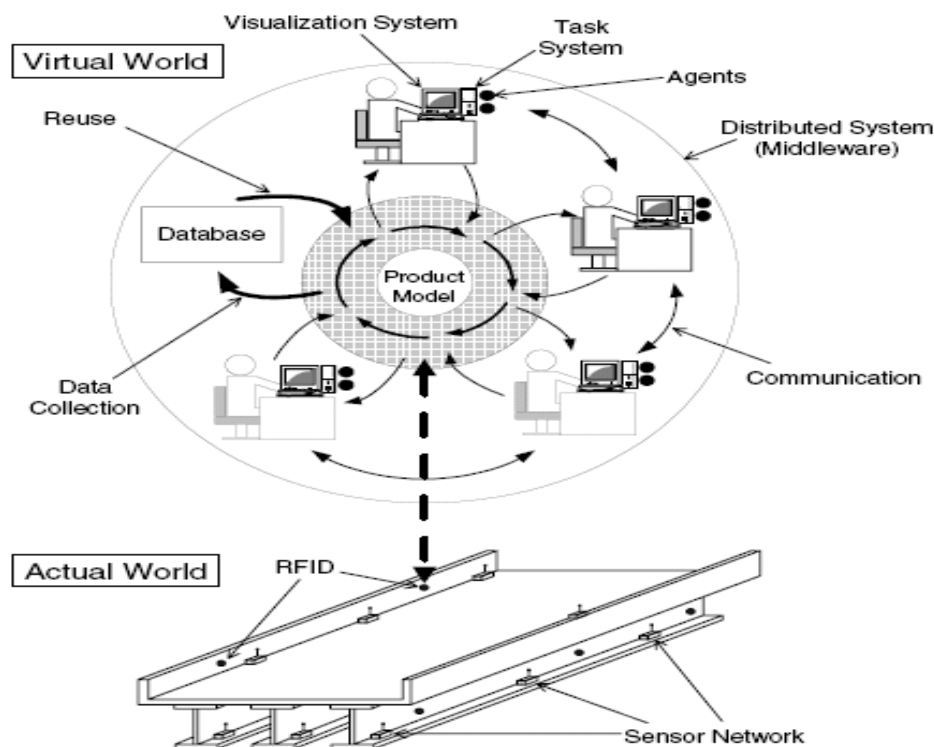 Visualization System
Task
System
Virtual World
Agents
Reuse
Distributed System
(Middleware)
Database
Product
Model
Data
Collection
Communication
Actual World
RFID
Sensor Network